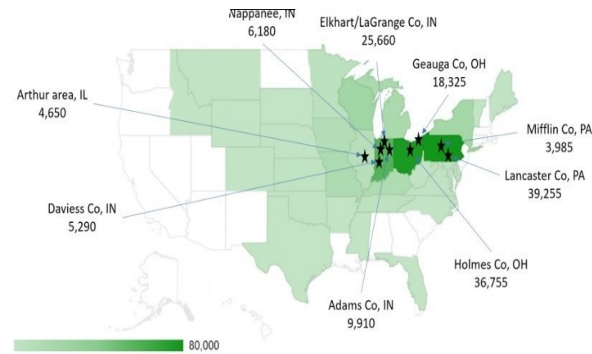 Nappanee, IN
6,180
Elkhart/LaGrange Co, IN
25,660
Geauga Co, OH
18,325
Arthur area, IL
4,650
Mifflin Co, PA
3,985
Lancaster Co, PA
39,255
Daviess Co, IN
5,290
Holmes Co, OH
36,755
Adams Co, IN
9,910
80,000